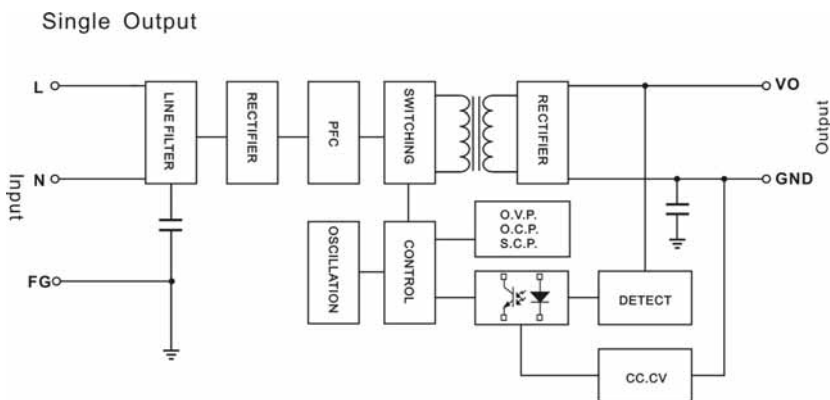 Single Output
L
LINE FILTER
RECTIFIER
PFC
SWITCHING
RECTIFIER
VO
Output
N
GND
Input
OSCILLATION
CONTROL
O.V.P.
O.C.P.
S.C.P.
FG
DETECT
CC.CV